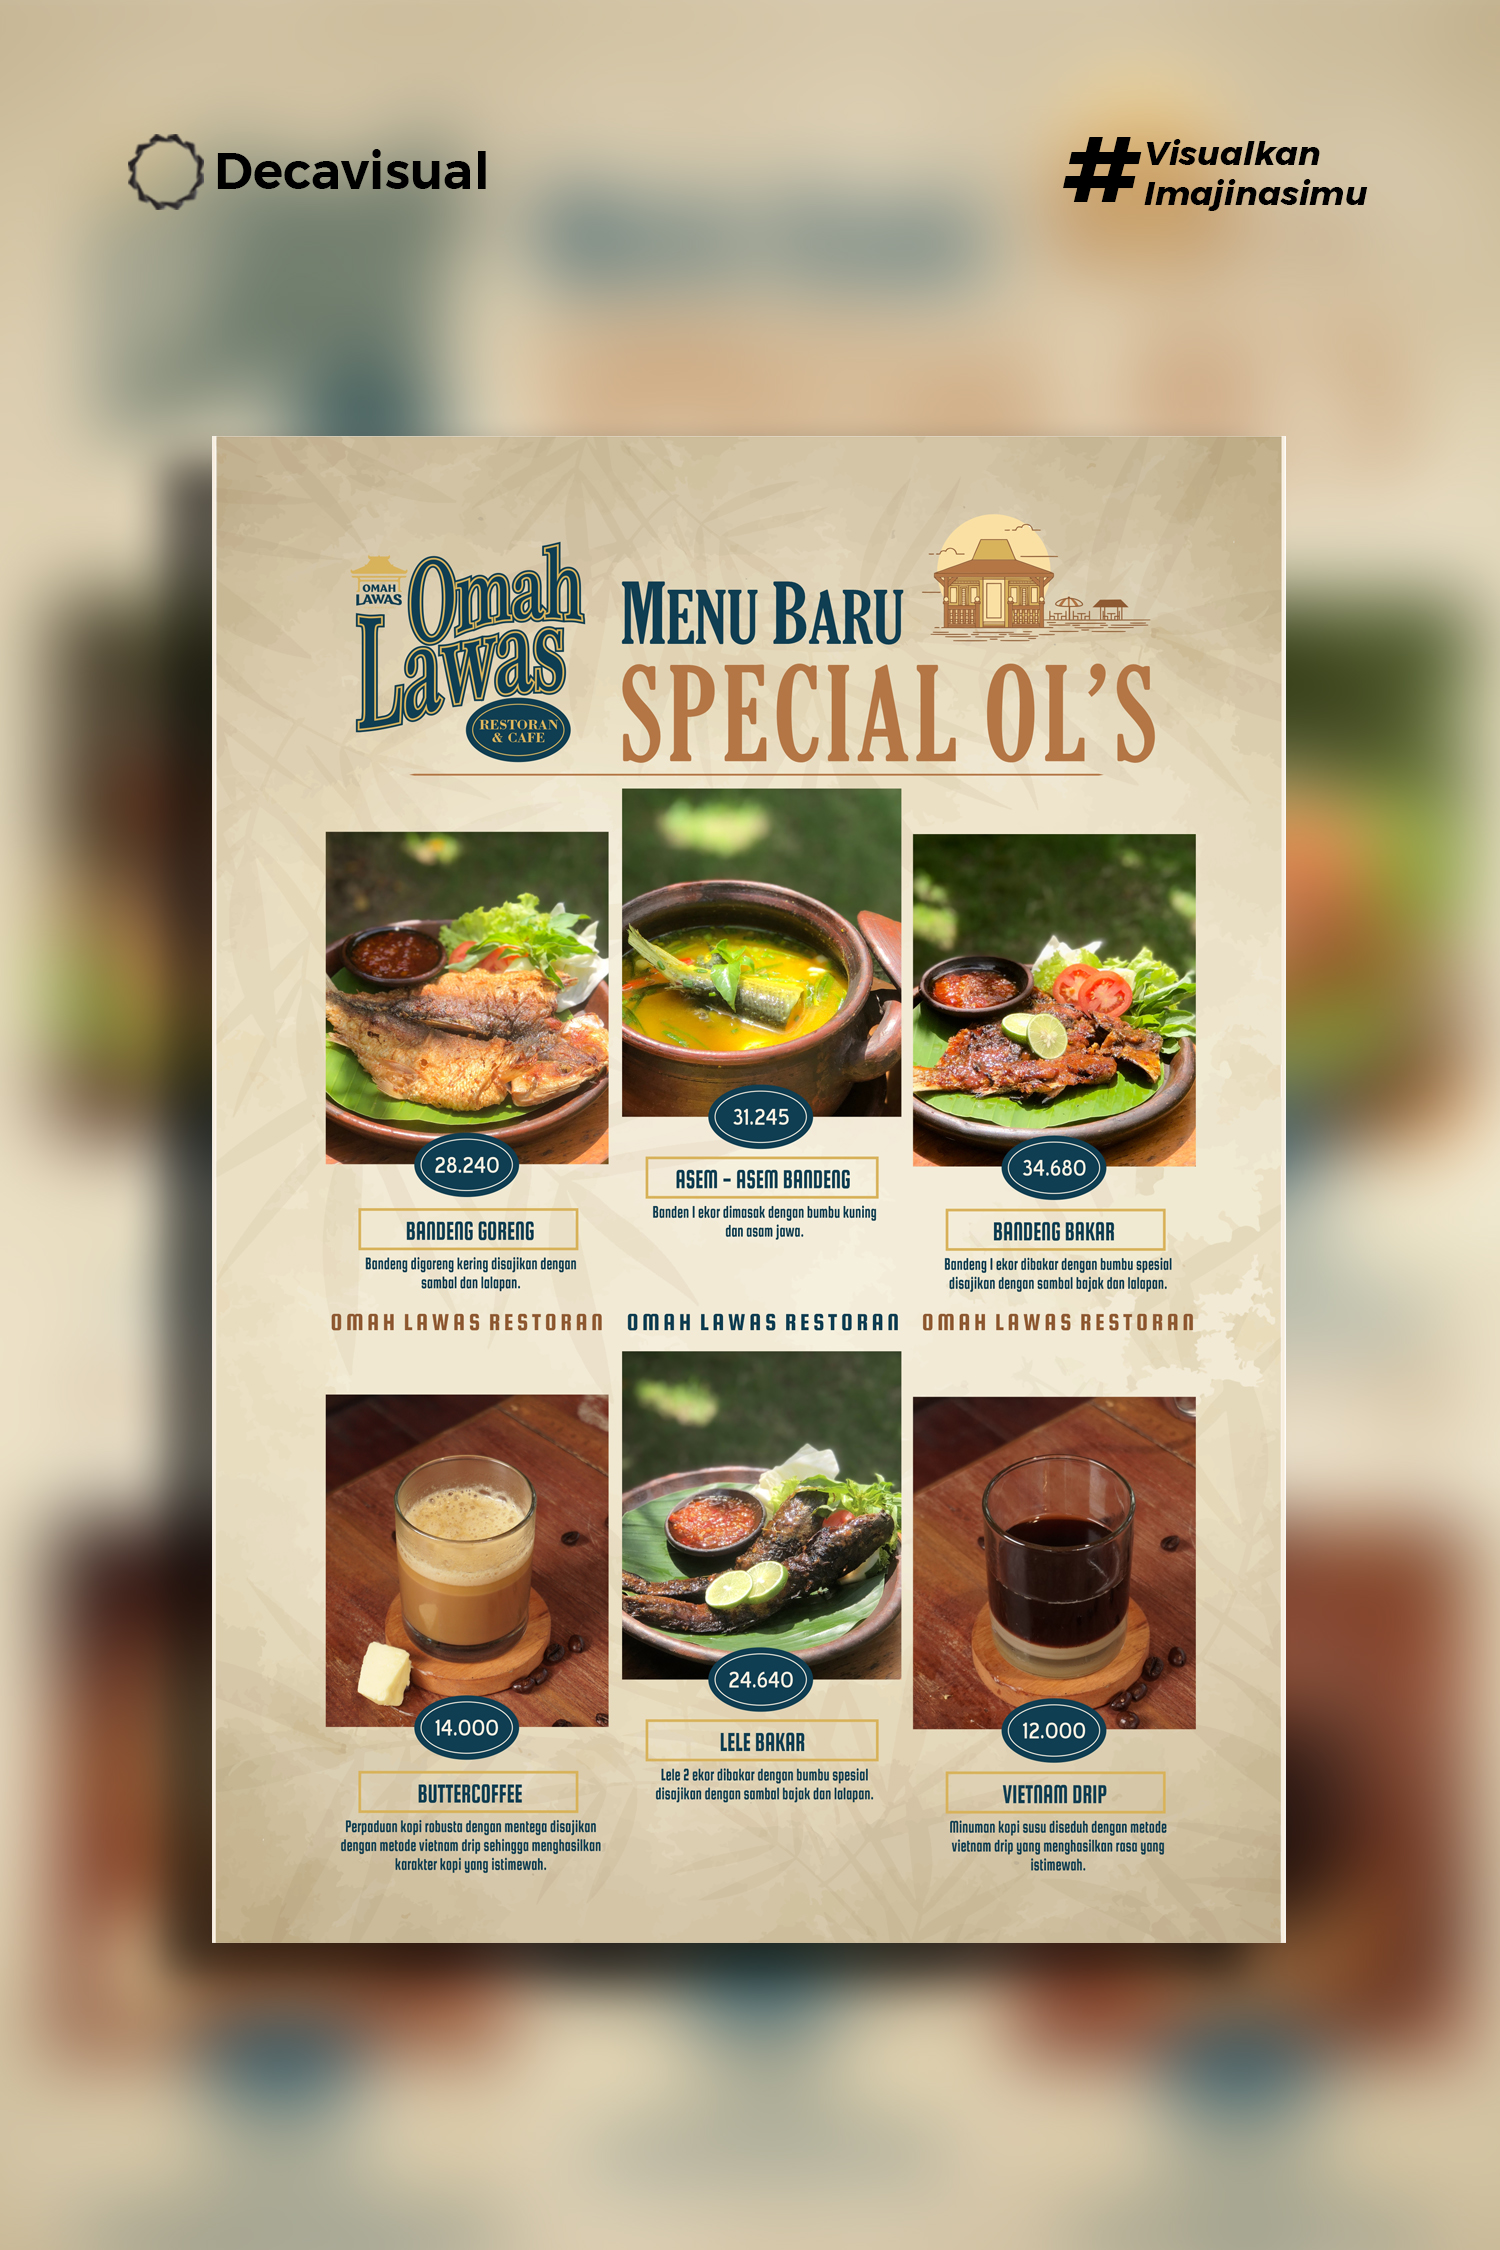 Decavisual
#Visualkan
Imajinasimu
OMAH
LAWAS
Omah
Lawas
RESTORAN
& CAFE
MENU BARU
SPECIAL OL'S
28.240
BANDENG GORENG
Bandeng digoreng kering disajikan dengan
sambal dan lalapan.
31.245
ASEM - ASEM BANDENG
Banden 1 ekor dimasak dengan bumbu kuning
dan asam jawa.
34.680
BANDENG BAKAR
Bandeng 1 ekor dibakar dengan bumbu spesial
disajikan dengan sambal bajak dan lalapan.
OMAH LAWAS RESTORAN
OMAH LAWAS RESTORAN
OMAH LAWAS RESTORAN
14.000
BUTTERCOFFEE
Perpaduan kopi robusta dengan mentega disajikan
dengan metode vietnam drip sehingga menghasilkan
karakter kopi yang istimewah.
24.640
LELE BAKAR
Lele 2 ekor dibakar dengan bumbu spesial
disajikan dengan sambal bajak dan lalapan.
12.000
VIETNAM DRIP
Minuman kopi susu diseduh dengan metode
vietnam drip yang menghasilkan rasa yang
istimewah.